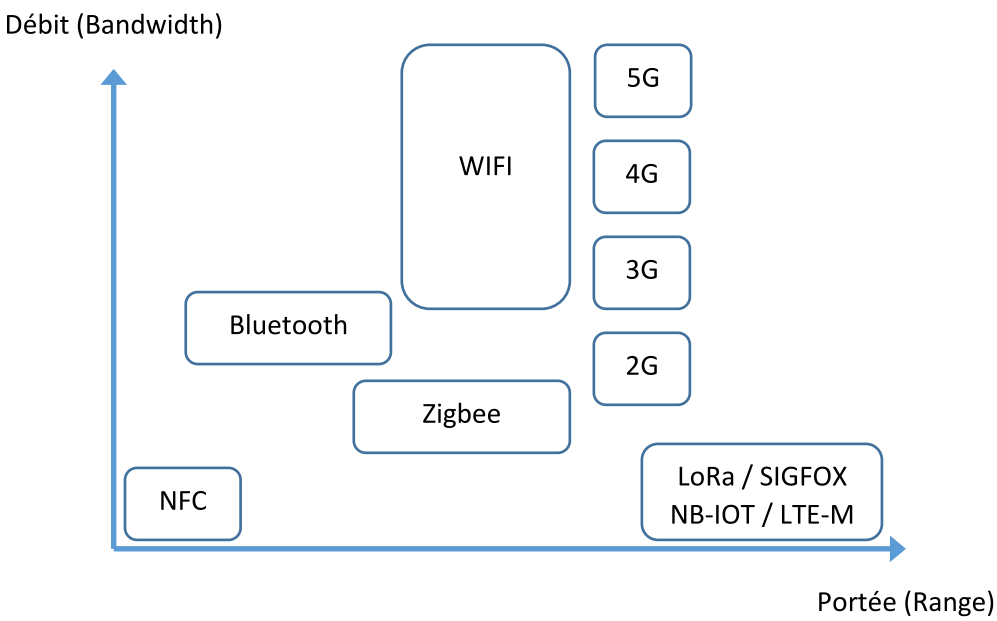 Débit (Bandwidth)
WIFI
5G
4G
3G
2G
Bluetooth
Zigbee
NFC
LoRa / SIGFOX
NB-IOT / LTE-M
Portée (Range)